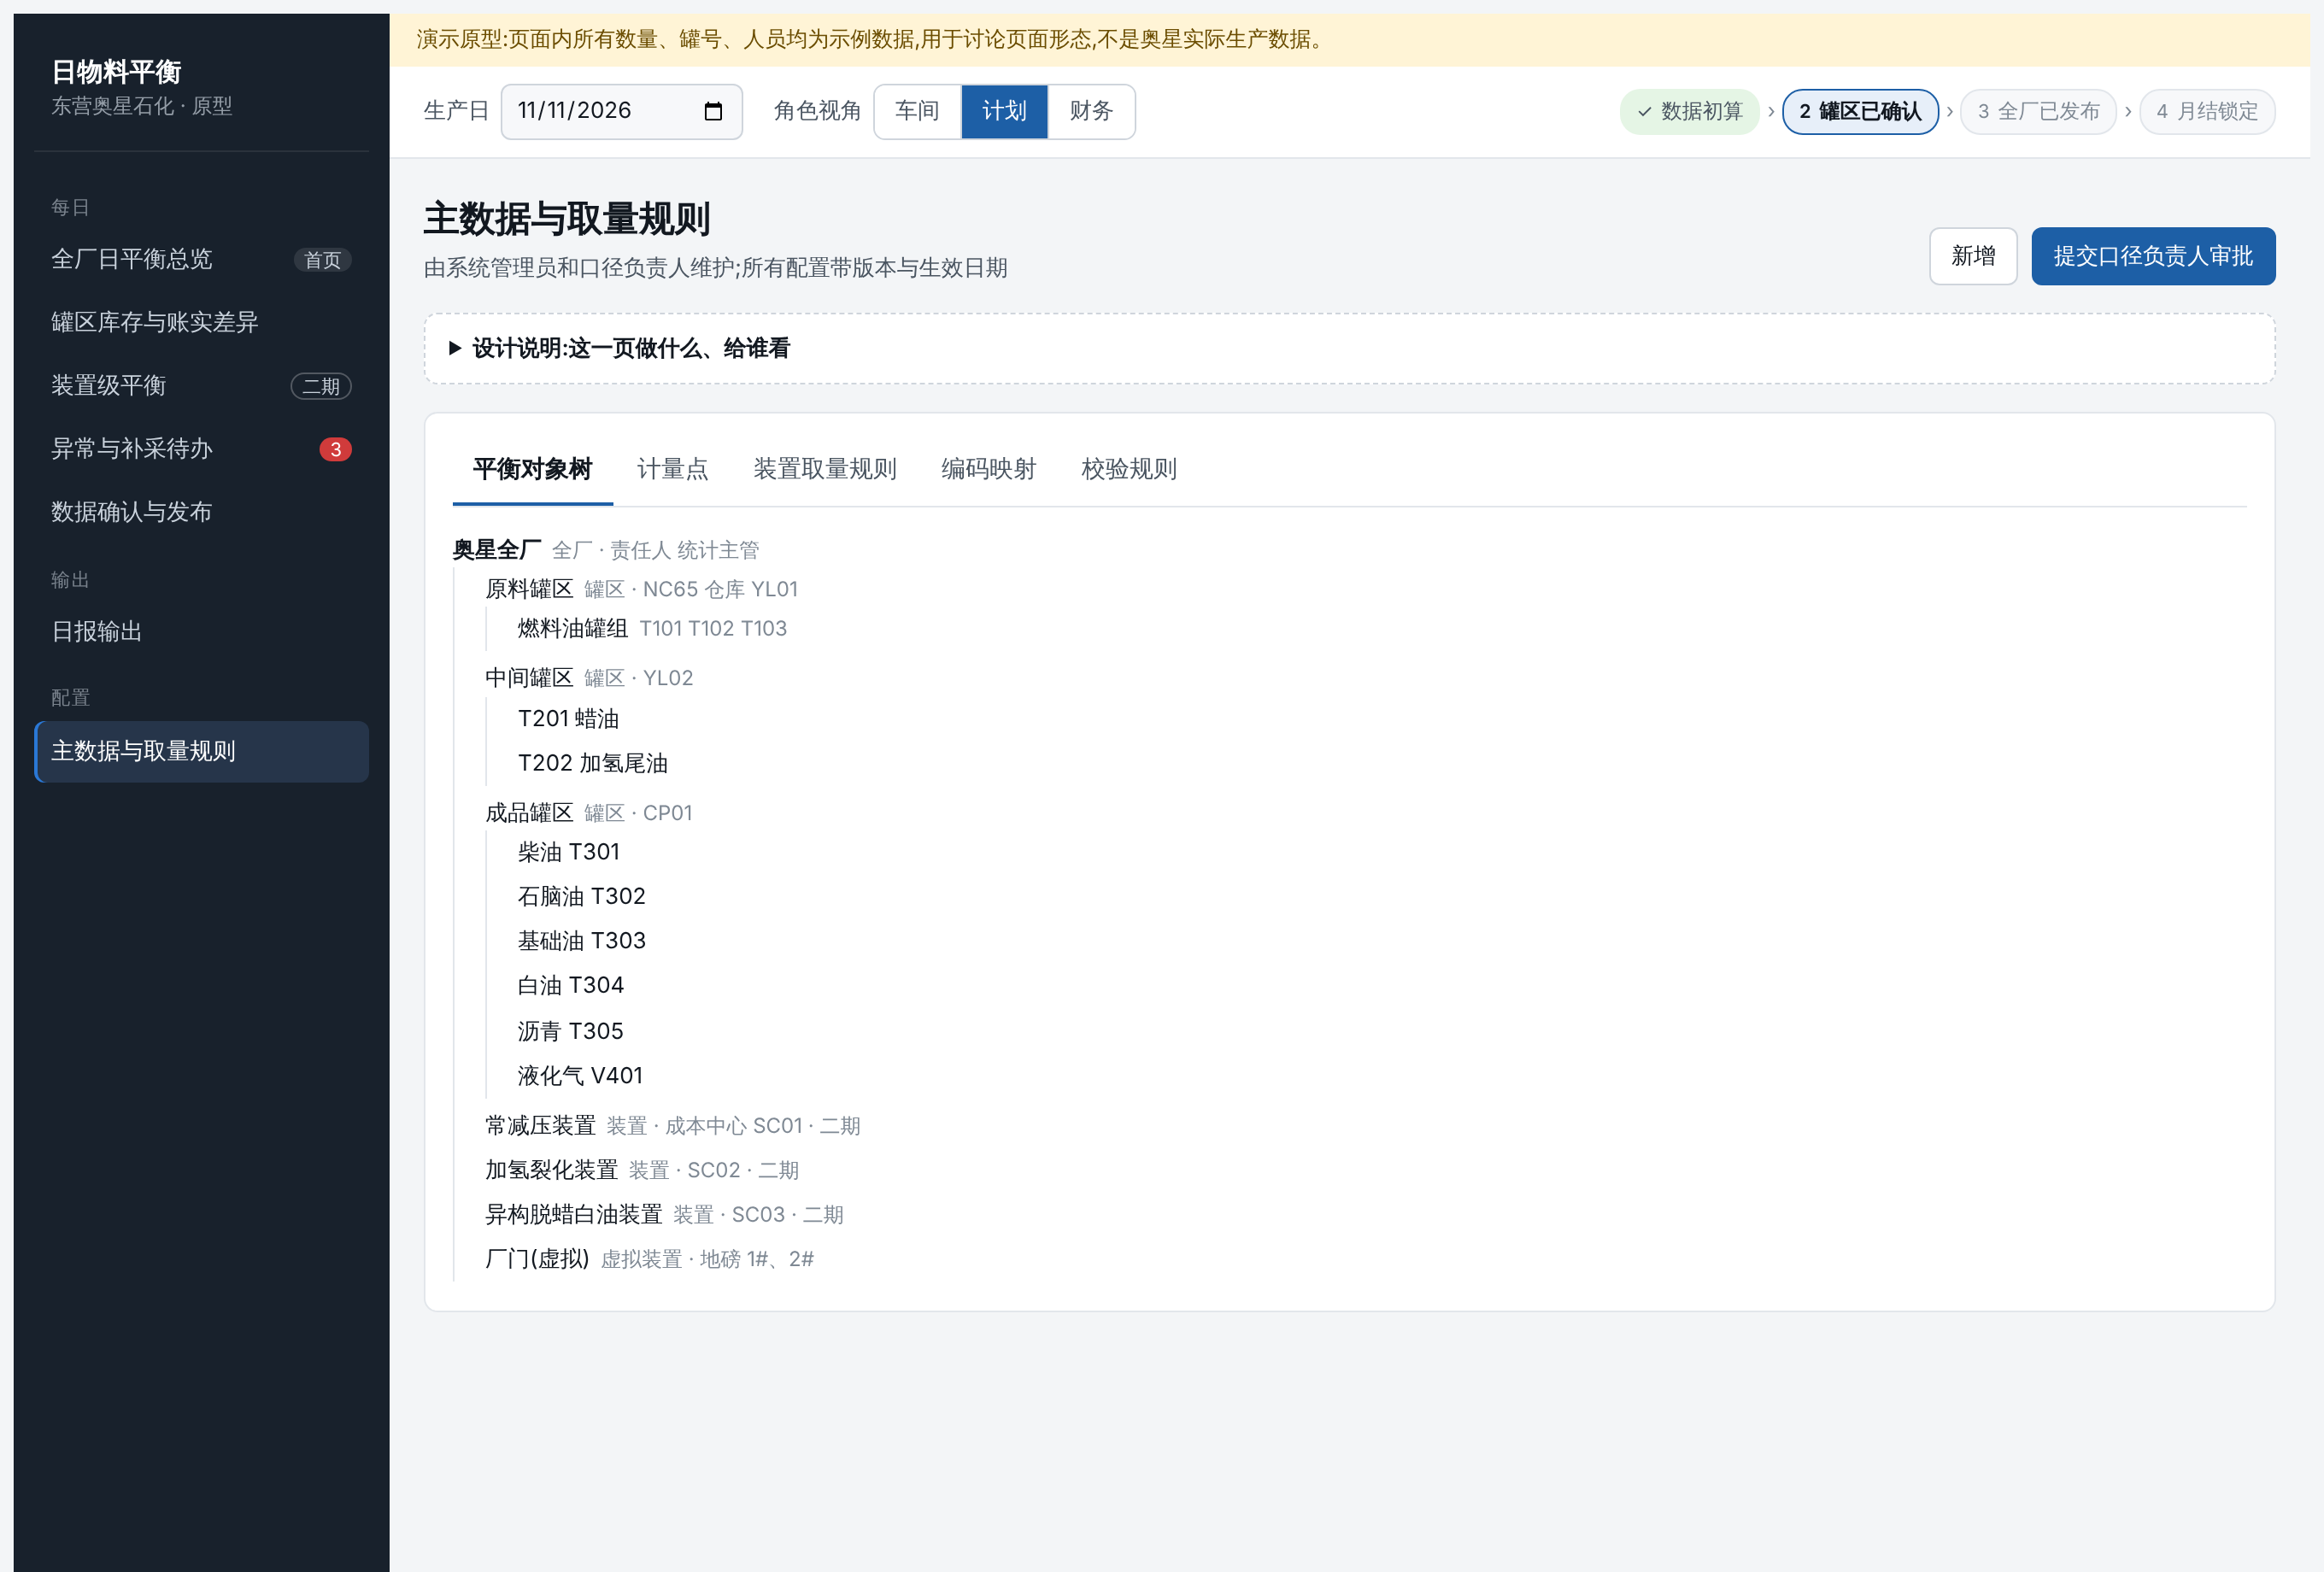 日物料平衡
东营奥星石化 · 原型
每日
全厂日平衡总览 首页
罐区库存与账实差异
装置级平衡 二期
异常与补采待办 3
数据确认与发布
输出
日报输出
配置
主数据与取量规则
演示原型:页面内所有数量、罐号、人员均为示例数据,用于讨论页面形态,不是奥星实际生产数据。
生产日 11/11/2026 角色视角 车间 计划 财务 ✓ 数据初算 › 2 罐区已确认 › 3 全厂已发布 › 4 月结锁定
主数据与取量规则
由系统管理员和口径负责人维护;所有配置带版本与生效日期
新增 提交口径负责人审批
▶ 设计说明:这一页做什么、给谁看
平衡对象树 计量点 装置取量规则 编码映射 校验规则
奥星全厂 全厂 · 责任人 统计主管
原料罐区 罐区 · NC65 仓库 YL01
燃料油罐组 T101 T102 T103
中间罐区 罐区 · YL02
T201 蜡油
T202 加氢尾油
成品罐区 罐区 · CP01
柴油 T301
石脑油 T302
基础油 T303
白油 T304
沥青 T305
液化气 V401
常减压装置 装置 · 成本中心 SC01 · 二期
加氢裂化装置 装置 · SC02 · 二期
异构脱蜡白油装置 装置 · SC03 · 二期
厂门(虚拟) 虚拟装置 · 地磅 1#、2#